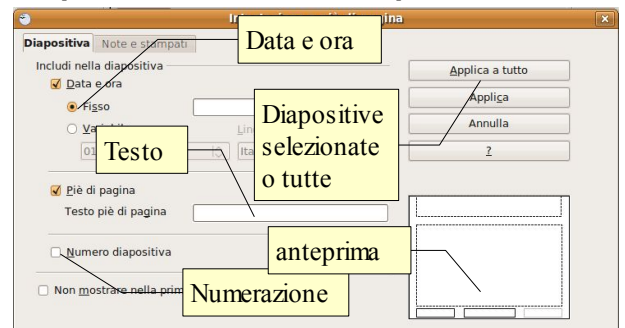 Diapositiva Note e stampati
Data e ora
Includi nella diapositiva
Data e ora
Fisso
Diapositive
selezionate
o tutte
Testo
Piè di pagina
Testo piè di pagina
Numero diapositiva
Non mostrare nella
Numerazione
anteprima
Applica a tutto
Applica
Annulla
?